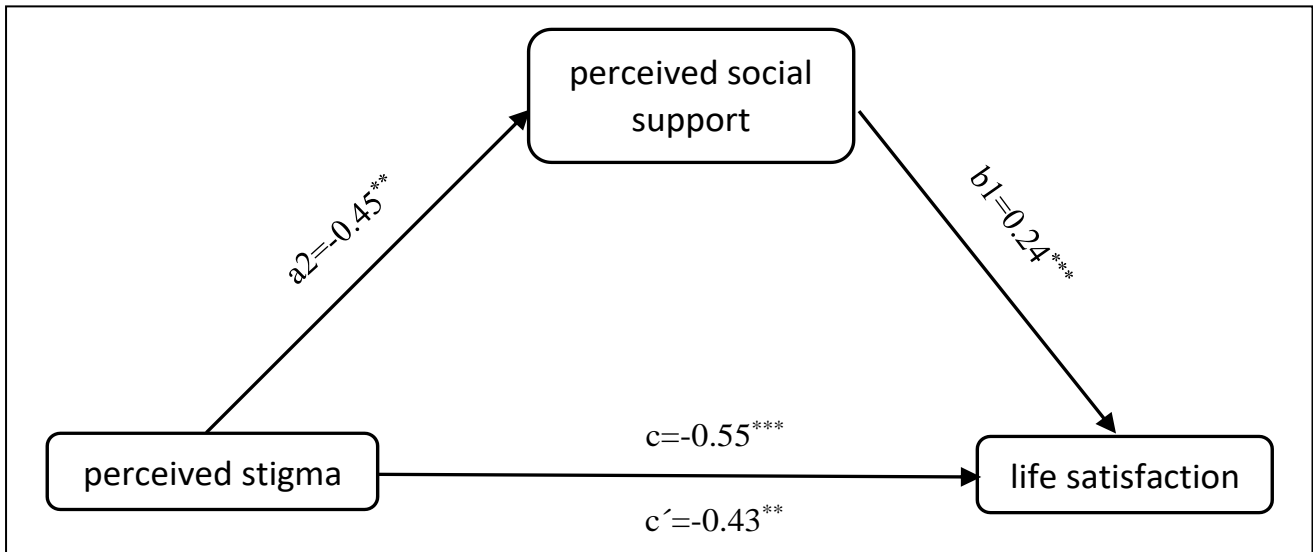 perceived social
support
a2=-0.45**
b1=0.24***
c=-0.55***
perceived stigma
life satisfaction
c´=-0.43**